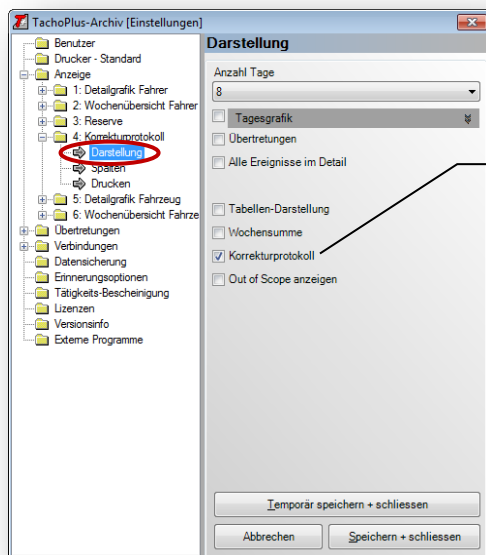 TachoPlus-Archiv [Einstellungen]
Benutzer
Drucker - Standard
Anzeige
1: Detailgrafik Fahrer
2: Wochenübersicht Fahrer
3: Reserve
4: Korrekturprotokoll
Darstellung
Spalten
Drucken
5: Detailgrafik Fahrzeug
6: Wochenübersicht Fahrze
Übertretungen
Verbindungen
Datensicherung
Erinnerungsoptionen
Tätigkeits-Bescheinigung
Lizenzen
Versionsinfo
Externe Programme
Darstellung
Anzahl Tage
8
Tagesgrafik
Übertretungen
Alle Ereignisse im Detail
Tabellen-Darstellung
Wochensumme
Korrekturprotokoll
Out of Scope anzeigen
Temporär speichern + schliessen
Abbrechen
Speichern + schliessen